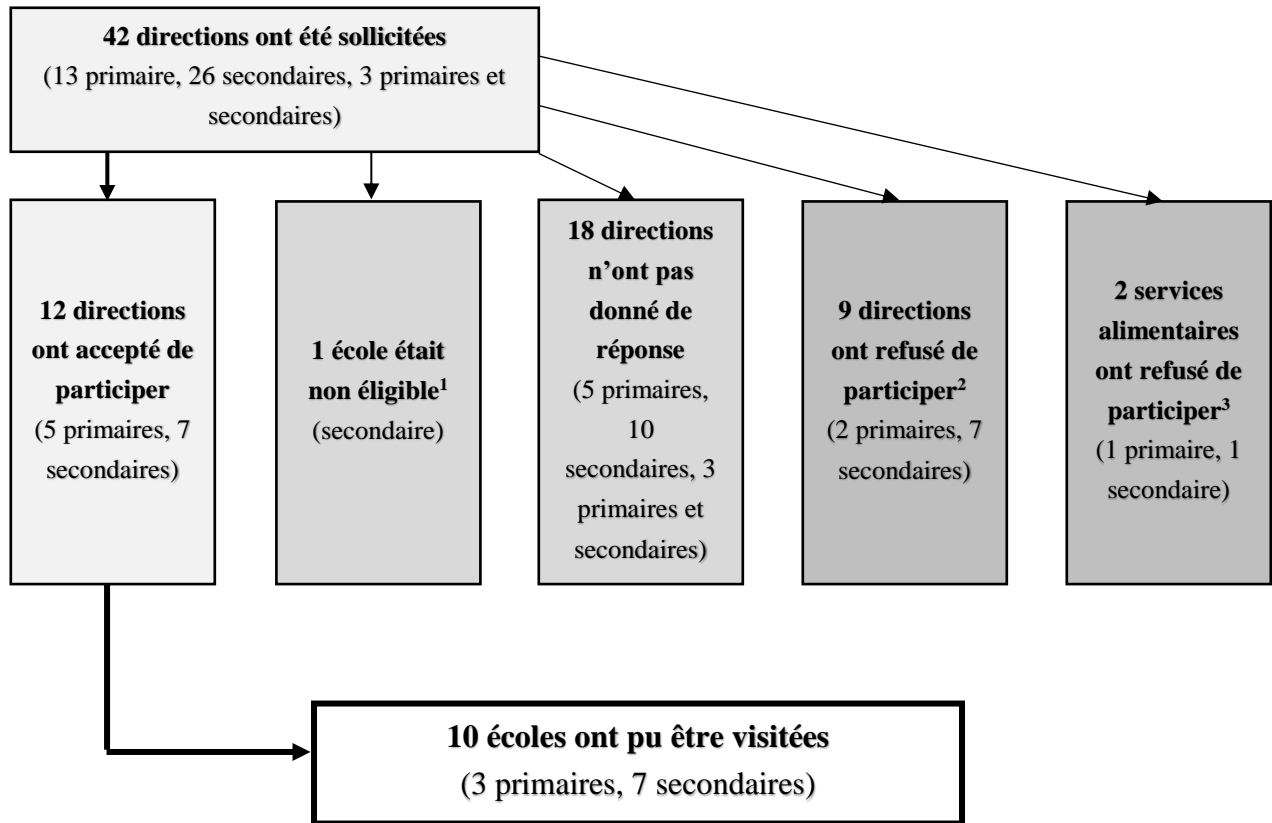 42 directions ont été sollicitées
(13 primaire, 26 secondaires, 3 primaires et
secondaires)
12 directions
ont accepté de
participer
(5 primaires, 7
secondaires)
1 école était
non éligible¹
(secondaire)
18 directions
n’ont pas
donné de
réponse
(5 primaires,
10
secondaires, 3
primaires et
secondaires)
9 directions
ont refusé de
participer²
(2 primaires, 7
secondaires)
2 services
alimentaires
ont refusé de
participer³
(1 primaire, 1
secondaire)
10 écoles ont pu être visitées
(3 primaires, 7 secondaires)